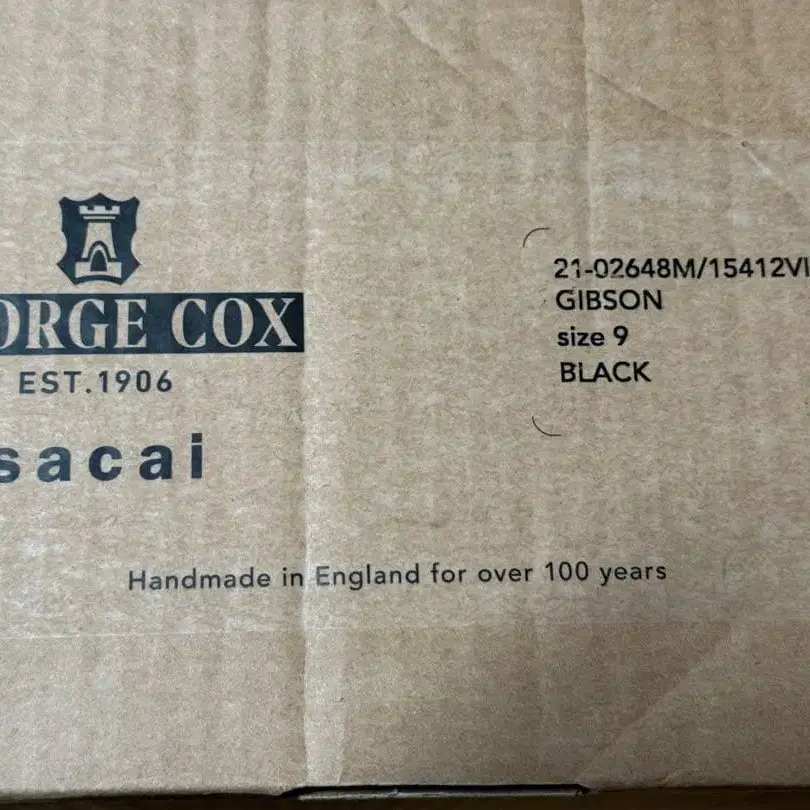 ORGE COX
EST.1906
sacai
21-02648M/15412VI
GIBSON
size 9
BLACK
Handmade in England for over 100 years